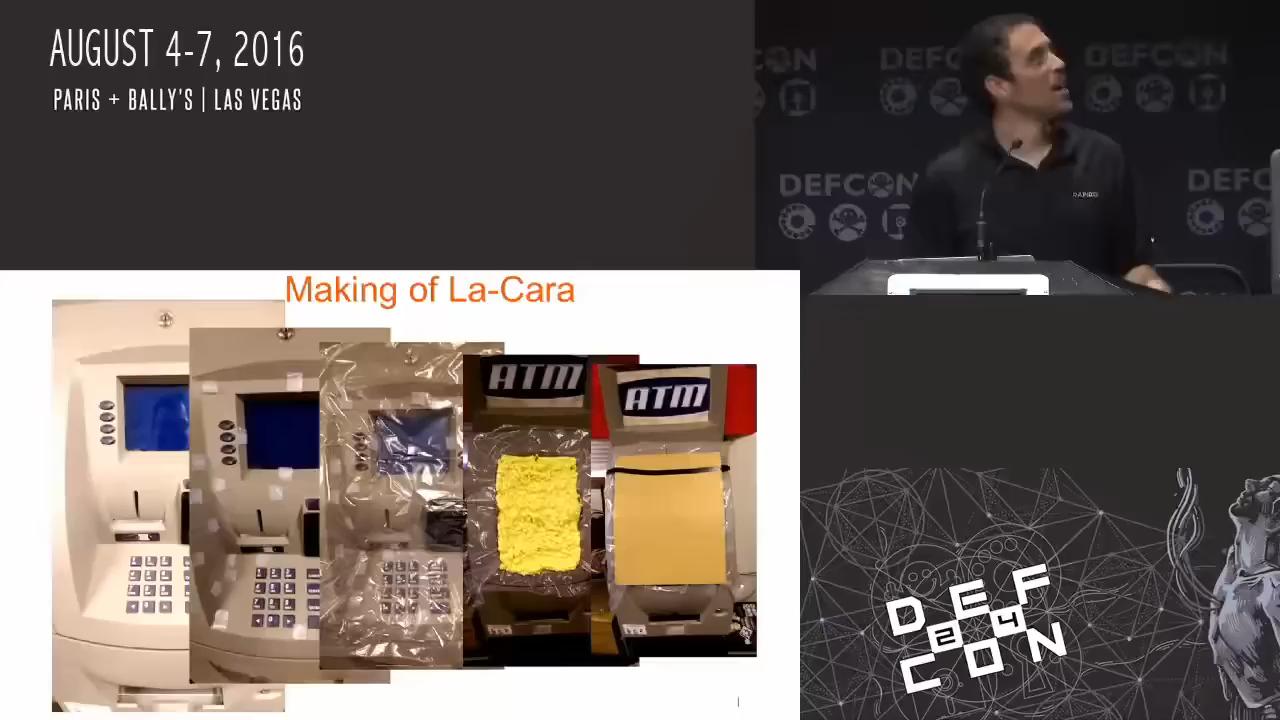 AUGUST 4-7, 2016
PARIS + BALLY'S | LAS VEGAS
DEFCON
DEFCON
DEFCON
Making of La-Cara
ATM
ATM
DEF
24
CON